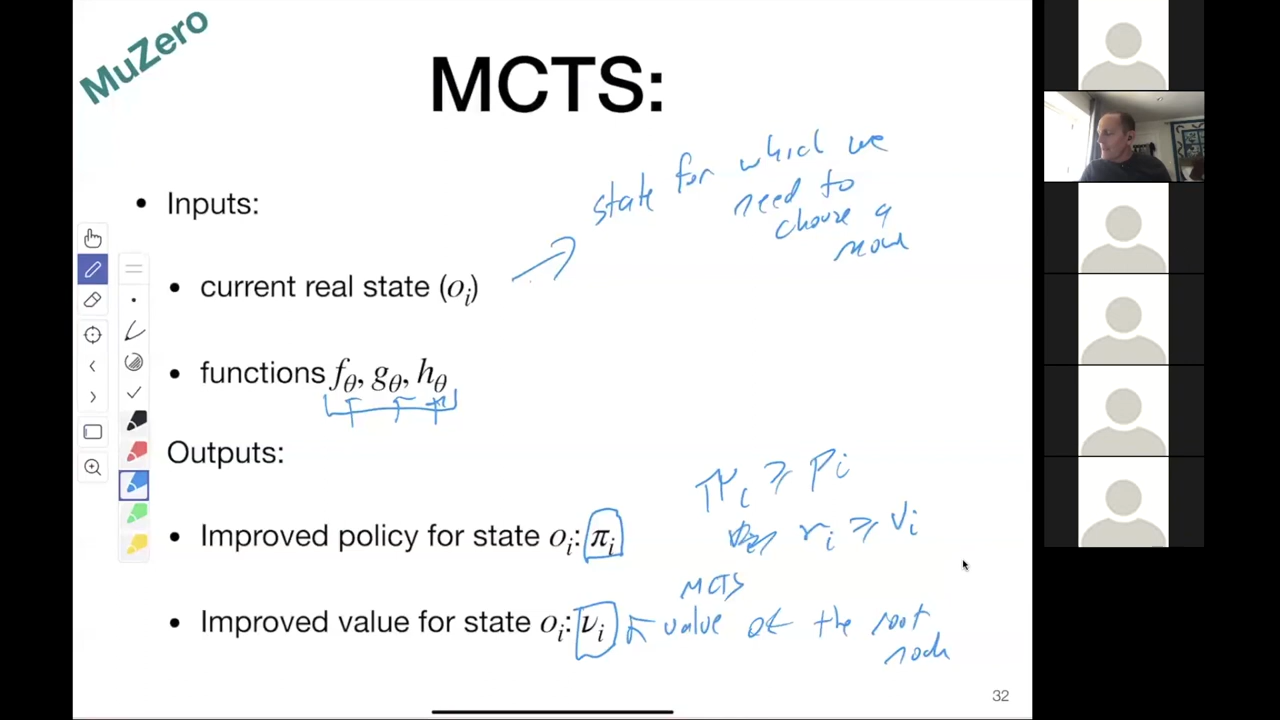 MuZero
MCTS:
state for which we
need to
choose a
move
• Inputs:
• current real state (oᵢ)
• functions f_θ, g_θ, h_θ
Outputs:
πᵢ ≥ pᵢ
• Improved policy for state oᵢ: πᵢ
νᵢ ≥ vᵢ
MCTS
• Improved value for state oᵢ: νᵢ
value of the root
node
32